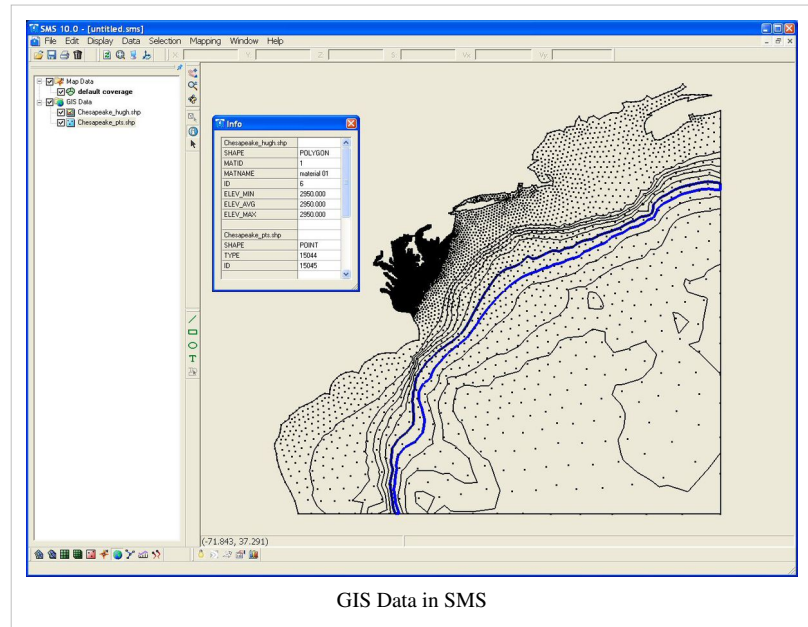 SMS 10.0 - [untitled.sms]
File Edit Display Data Selection Mapping Window Help
X: Y: Z: S: Vx: Vy:
Map Data
default coverage
GIS Data
Chesapeake_hugh.shp
Chesapeake_pts.shp
Info
Chesapeake_hugh.shp
SHAPE POLYGON
MATID 1
MATNAME material 01
ID 6
ELEV_MIN 2950.000
ELEV_AVG 2950.000
ELEV_MAX 2950.000
Chesapeake_pts.shp
SHAPE POINT
TYPE 15044
ID 15045
T
(-71.843, 37.291)
GIS Data in SMS